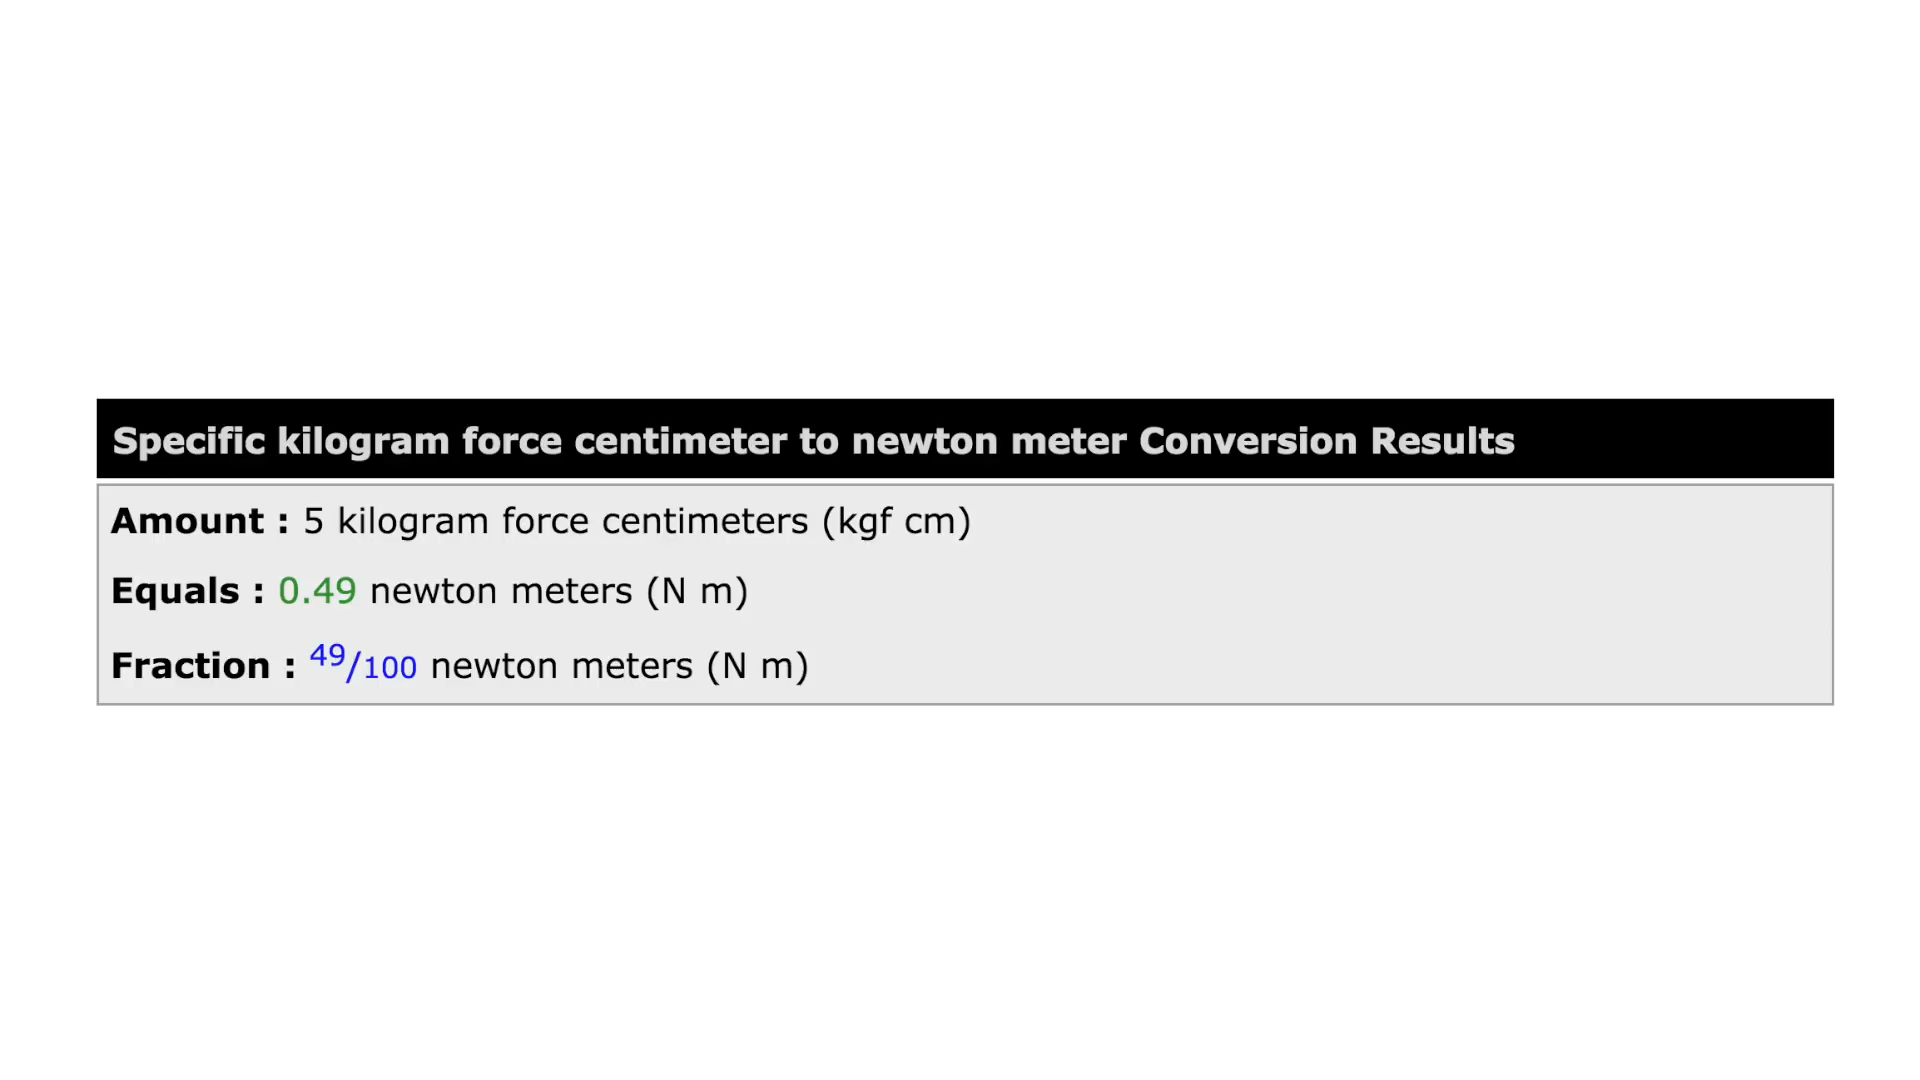 Specific kilogram force centimeter to newton meter Conversion Results
Amount : 5 kilogram force centimeters (kgf cm)
Equals : 0.49 newton meters (N m)
Fraction : 49/100 newton meters (N m)